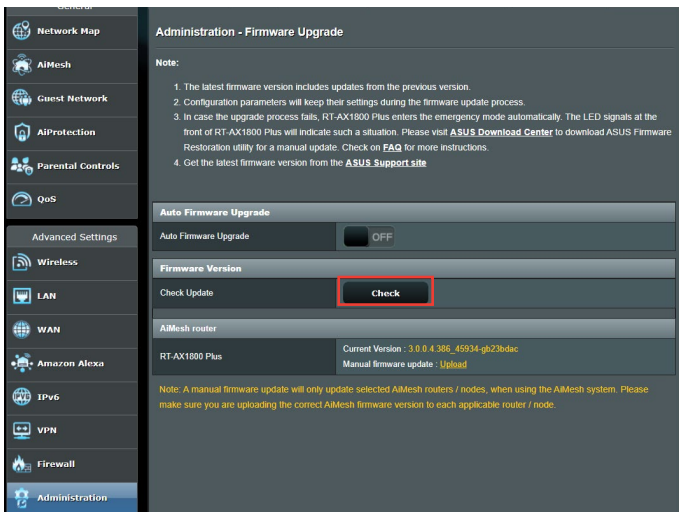 General
Network Map
AiMesh
Guest Network
AiProtection
Parental Controls
QoS
Advanced Settings
Wireless
LAN
WAN
Amazon Alexa
IPv6
VPN
Firewall
Administration
Administration - Firmware Upgrade
Note:
1. The latest firmware version includes updates from the previous version.
2. Configuration parameters will keep their settings during the firmware update process.
3. In case the upgrade process fails, RT-AX1800 Plus enters the emergency mode automatically. The LED signals at the
front of RT-AX1800 Plus will indicate such a situation. Please visit ASUS Download Center to download ASUS Firmware
Restoration utility for a manual update. Check on FAQ for more instructions.
4. Get the latest firmware version from the ASUS Support site
Auto Firmware Upgrade
Auto Firmware Upgrade OFF
Firmware Version
Check Update Check
AiMesh router
RT-AX1800 Plus
Current Version : 3.0.0.4.386_45934-gb23bdac
Manual firmware update : Upload
Note: A manual firmware update will only update selected AiMesh routers / nodes, when using the AiMesh system. Please
make sure you are uploading the correct AiMesh firmware version to each applicable router / node.